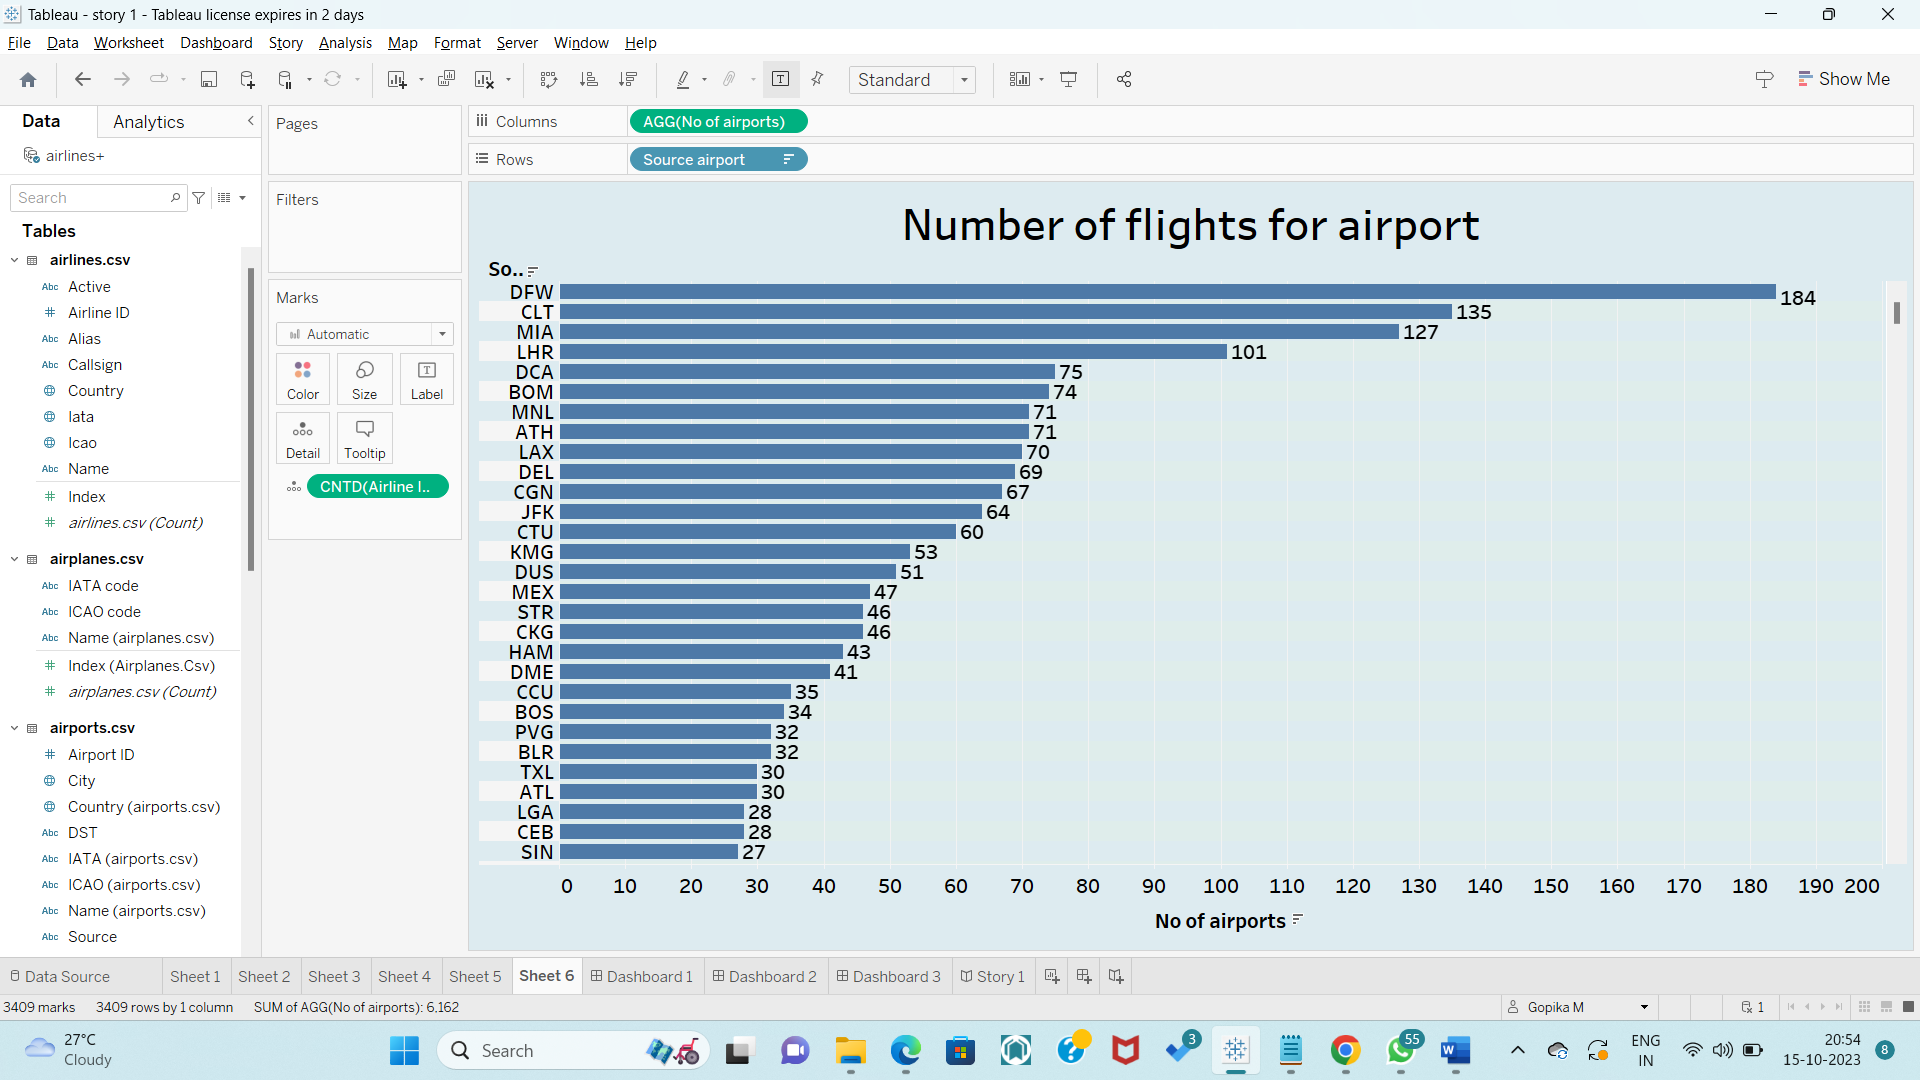 Tableau - story 1 - Tableau license expires in 2 days
File Data Worksheet Dashboard Story Analysis Map Format Server Window Help
Standard
Show Me
Data Analytics
airlines+
Search
Tables
airlines.csv
Abc Active
# Airline ID
Abc Alias
Abc Callsign
Country
Iata
Icao
Abc Name
# Index
# airlines.csv (Count)
airplanes.csv
Abc IATA code
Abc ICAO code
Abc Name (airplanes.csv)
# Index (Airplanes.Csv)
# airplanes.csv (Count)
airports.csv
# Airport ID
City
Country (airports.csv)
Abc DST
Abc IATA (airports.csv)
Abc ICAO (airports.csv)
Abc Name (airports.csv)
Abc Source
Pages
Filters
Marks
Automatic
Color Size Label
Detail Tooltip
CNTD(Airline I..
Columns AGG(No of airports)
Rows Source airport
Number of flights for airport
So..
DFW 184
CLT 135
MIA 127
LHR 101
DCA 75
BOM 74
MNL 71
ATH 71
LAX 70
DEL 69
CGN 67
JFK 64
CTU 60
KMG 53
DUS 51
MEX 47
STR 46
CKG 46
HAM 43
DME 41
CCU 35
BOS 34
PVG 32
BLR 32
TXL 30
ATL 30
LGA 28
CEB 28
SIN 27
0 10 20 30 40 50 60 70 80 90 100 110 120 130 140 150 160 170 180 190 200
No of airports
Data Source Sheet 1 Sheet 2 Sheet 3 Sheet 4 Sheet 5 Sheet 6 Dashboard 1 Dashboard 2 Dashboard 3 Story 1
3409 marks 3409 rows by 1 column SUM of AGG(No of airports): 6,162 Gopika M 1
27°C
Cloudy
Search
3
55
ENG
IN
20:54
15-10-2023
8